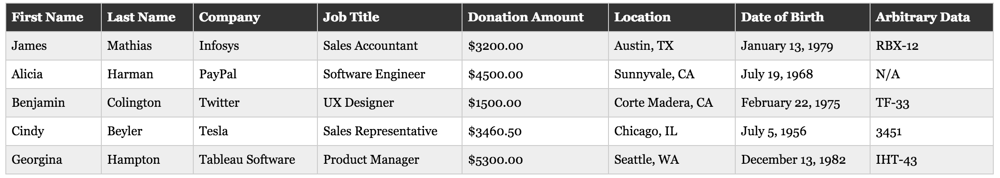 First Name Last Name Company Job Title Donation Amount Location Date of Birth Arbitrary Data
James Mathias Infosys Sales Accountant $3200.00 Austin, TX January 13, 1979 RBX-12
Alicia Harman PayPal Software Engineer $4500.00 Sunnyvale, CA July 19, 1968 N/A
Benjamin Colington Twitter UX Designer $1500.00 Corte Madera, CA February 22, 1975 TF-33
Cindy Beyler Tesla Sales Representative $3460.50 Chicago, IL July 5, 1956 3451
Georgina Hampton Tableau Software Product Manager $5300.00 Seattle, WA December 13, 1982 IHT-43